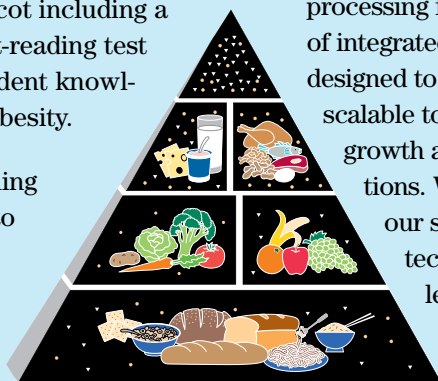 cot including a
-reading test
dent knowl-
besity.
ing
to
processing
of integrated
designed to
scalable to
growth a
tions. W
our s
tec
le